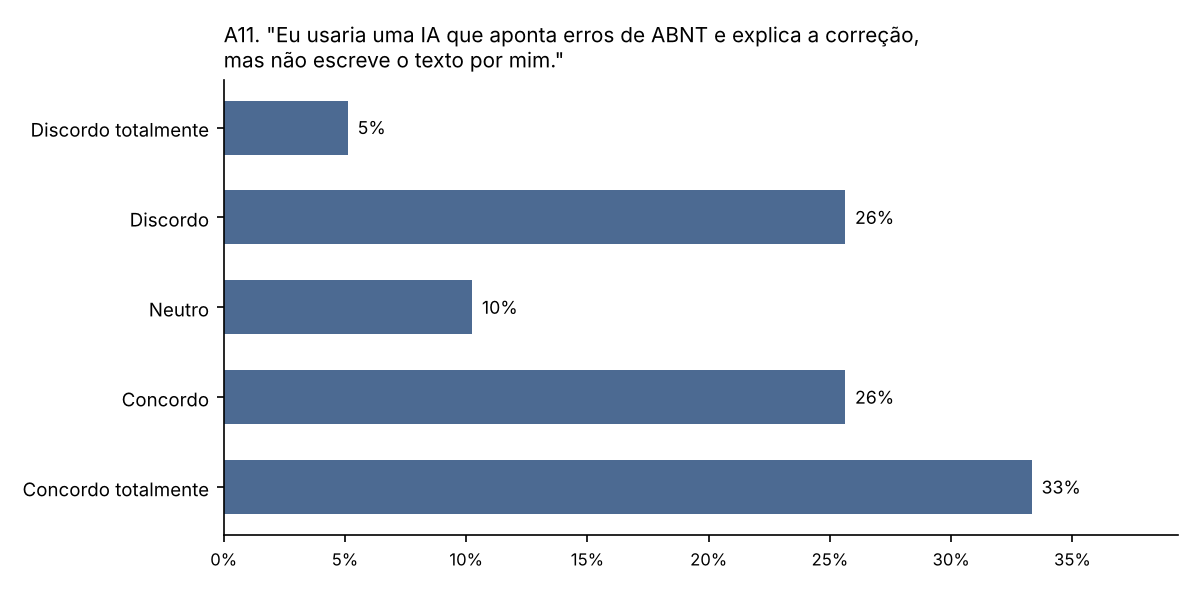 A11. "Eu usaria uma IA que aponta erros de ABNT e explica a correção,
mas não escreve o texto por mim."
Discordo totalmente 5%
Discordo 26%
Neutro 10%
Concordo 26%
Concordo totalmente 33%
0% 5% 10% 15% 20% 25% 30% 35%